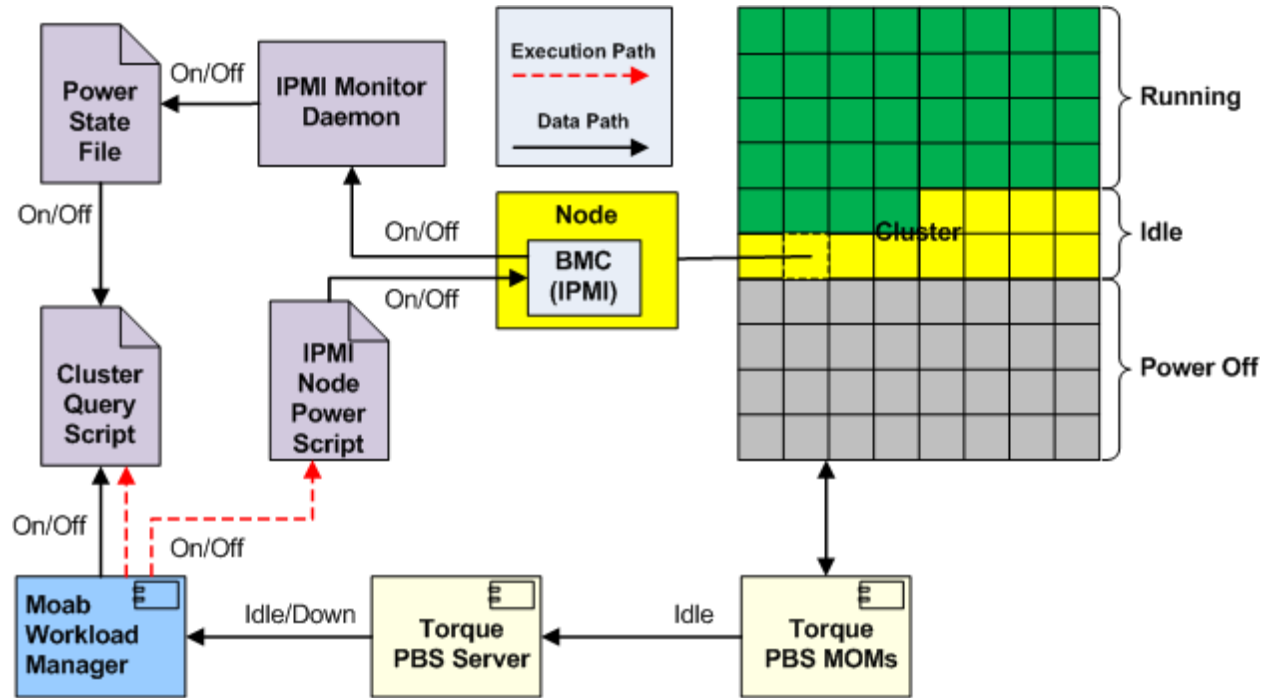 Power
State
File
On/Off
IPMI Monitor
Daemon
Execution Path
Data Path
Running
On/Off
On/Off
Node
BMC
(IPMI)
On/Off
Cluster
Idle
Cluster
Query
Script
IPMI
Node
Power
Script
Power Off
On/Off
On/Off
Moab
Workload
Manager
Idle/Down
Torque
PBS Server
Idle
Torque
PBS MOMs